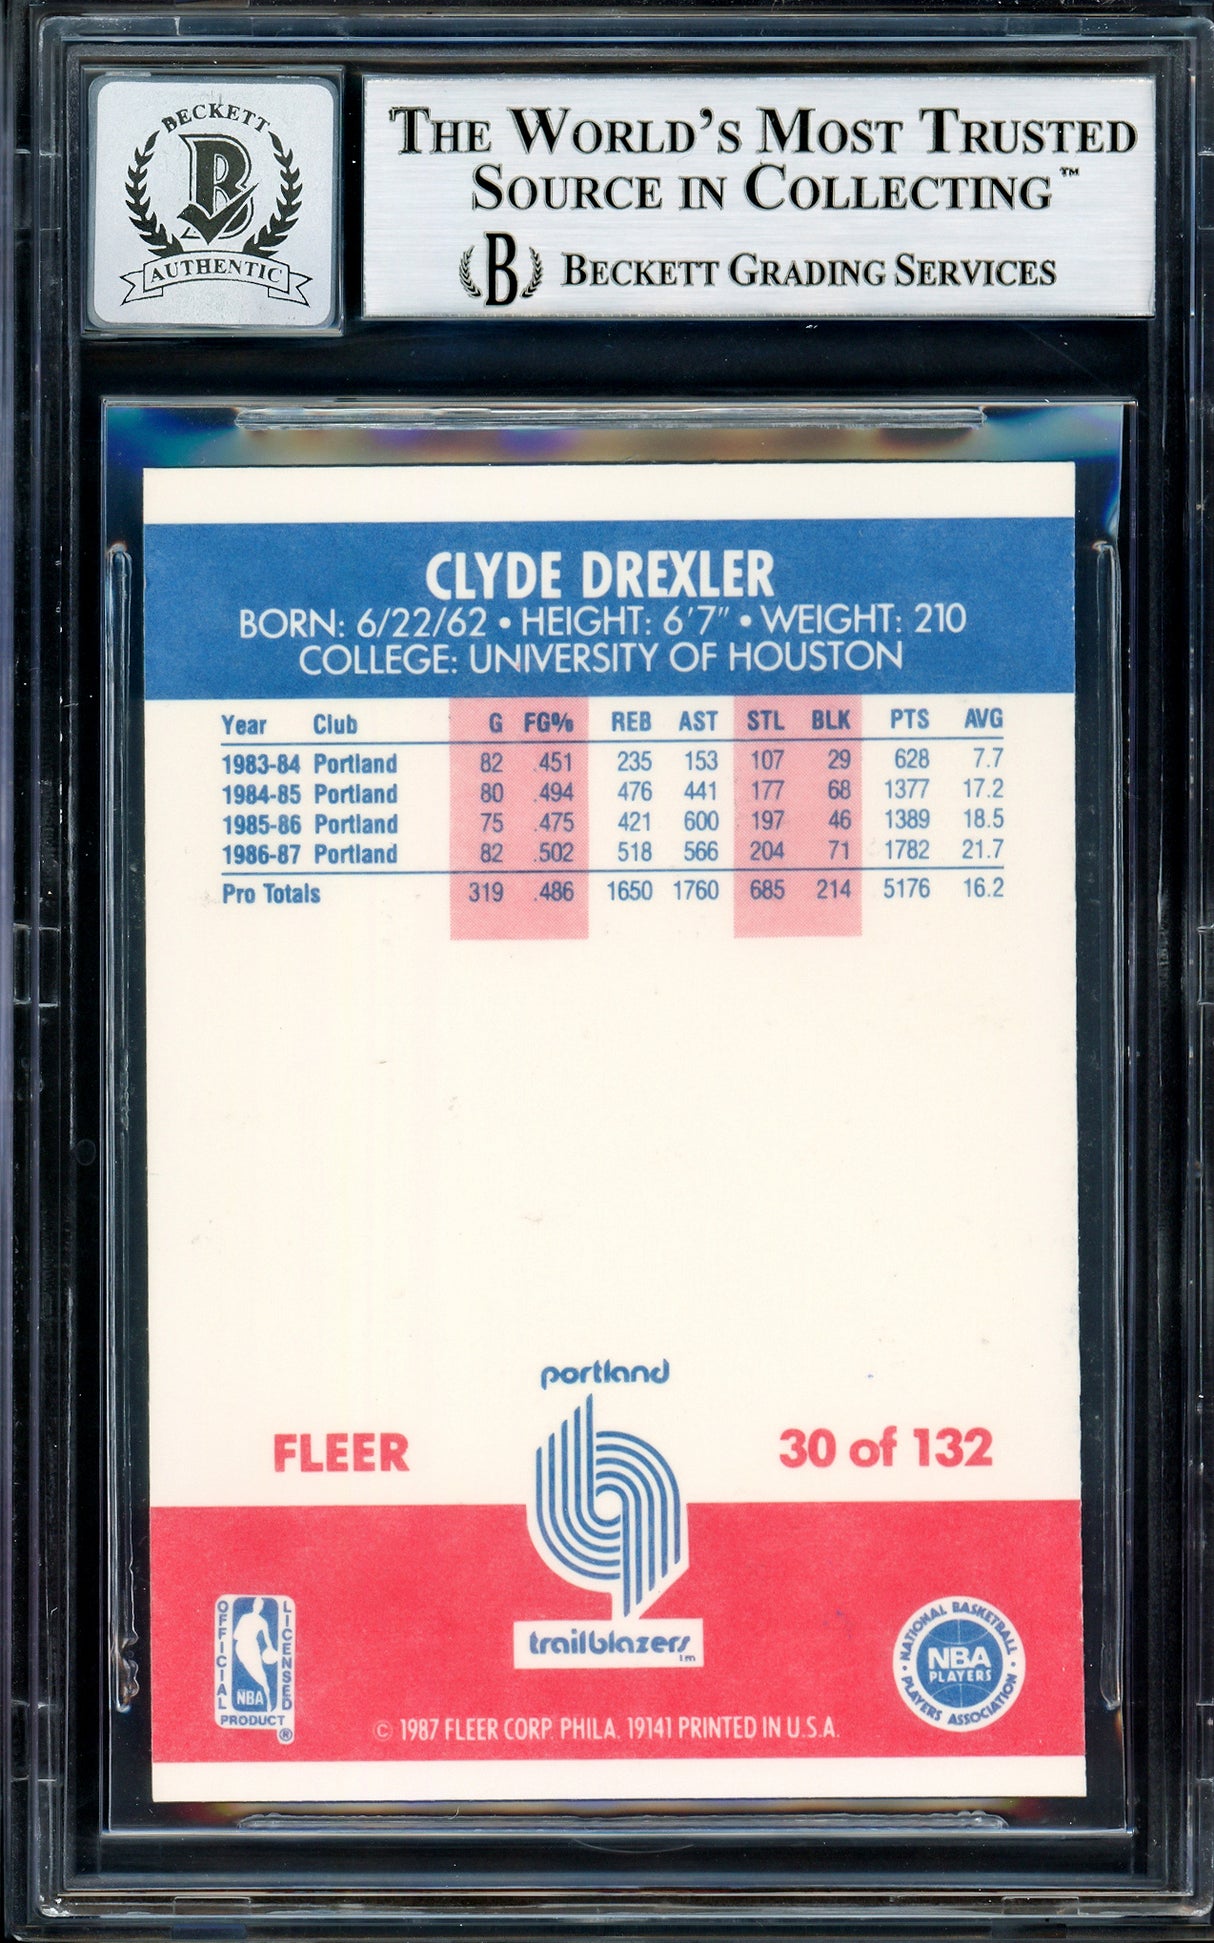 BECKETT
B
AUTHENTIC
THE WORLD'S MOST TRUSTED
SOURCE IN COLLECTING™
B BECKETT GRADING SERVICES
CLYDE DREXLER
BORN: 6/22/62 • HEIGHT: 6'7" • WEIGHT: 210
COLLEGE: UNIVERSITY OF HOUSTON
Year Club G FG% REB AST STL BLK PTS AVG
1983-84 Portland 82 .451 235 153 107 29 628 7.7
1984-85 Portland 80 .494 476 441 177 68 1377 17.2
1985-86 Portland 75 .475 421 600 197 46 1389 18.5
1986-87 Portland 82 .502 518 566 204 71 1782 21.7
Pro Totals 319 .486 1650 1760 685 214 5176 16.2
portland
FLEER
30 of 132
trailblazers
tm
OFFICIAL
LICENSED
NBA
PRODUCT
®
NATIONAL BASKETBALL
NBA
PLAYERS
PLAYERS ASSOCIATION
© 1987 FLEER CORP. PHILA. 19141 PRINTED IN U.S.A.